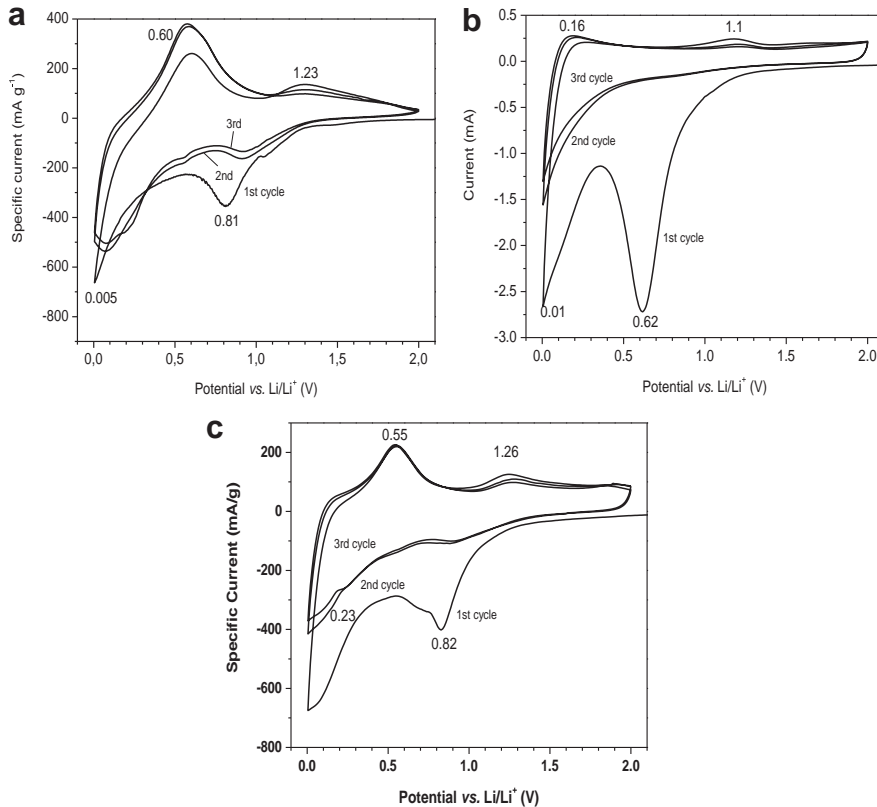 a
400
200
0
-200
-400
-600
-800
Specific current (mA g⁻¹)
0.60
1.23
3rd
2nd
1st cycle
0.81
0.005
0,0
0,5
1,0
1,5
2,0
Potential vs. Li/Li⁺ (V)
b
0.5
0.0
-0.5
-1.0
-1.5
-2.0
-2.5
-3.0
Current (mA)
0.16
1.1
3rd cycle
2nd cycle
1st cycle
0.01
0.62
0.0
0.5
1.0
1.5
2.0
Potential vs. Li/Li⁺ (V)
c
200
0
-200
-400
-600
-800
Specific Current (mA/g)
0.55
1.26
3rd cycle
2nd cycle
0.23
1st cycle
0.82
0.0
0.5
1.0
1.5
2.0
Potential vs. Li/Li⁺ (V)